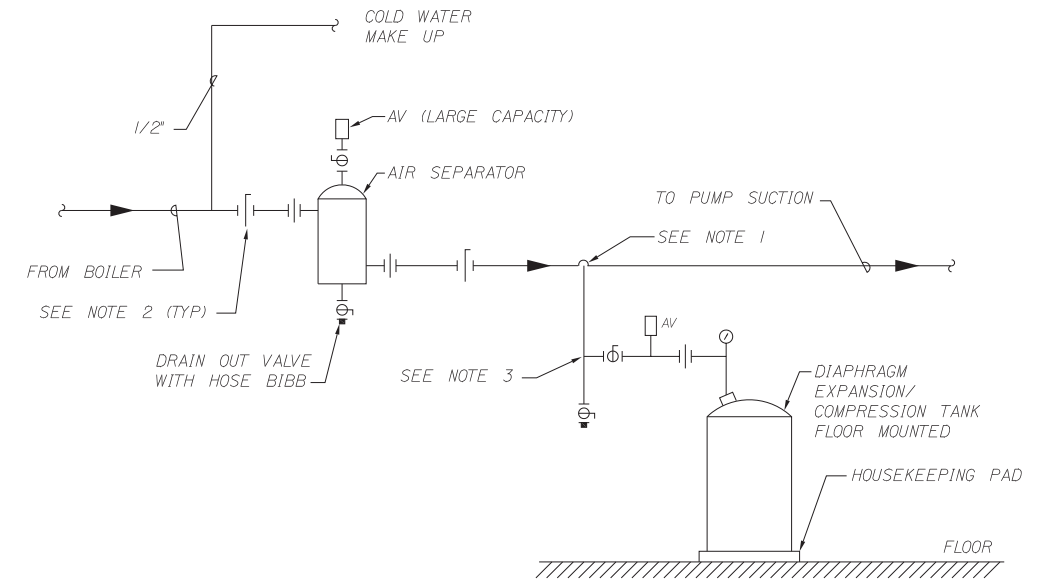 COLD WATER
MAKE UP
1/2"
AV (LARGE CAPACITY)
AIR SEPARATOR
TO PUMP SUCTION
SEE NOTE 1
FROM BOILER
SEE NOTE 2 (TYP)
AV
DRAIN OUT VALVE
WITH HOSE BIBB
SEE NOTE 3
DIAPHRAGM
EXPANSION/
COMPRESSION TANK
FLOOR MOUNTED
HOUSEKEEPING PAD
FLOOR